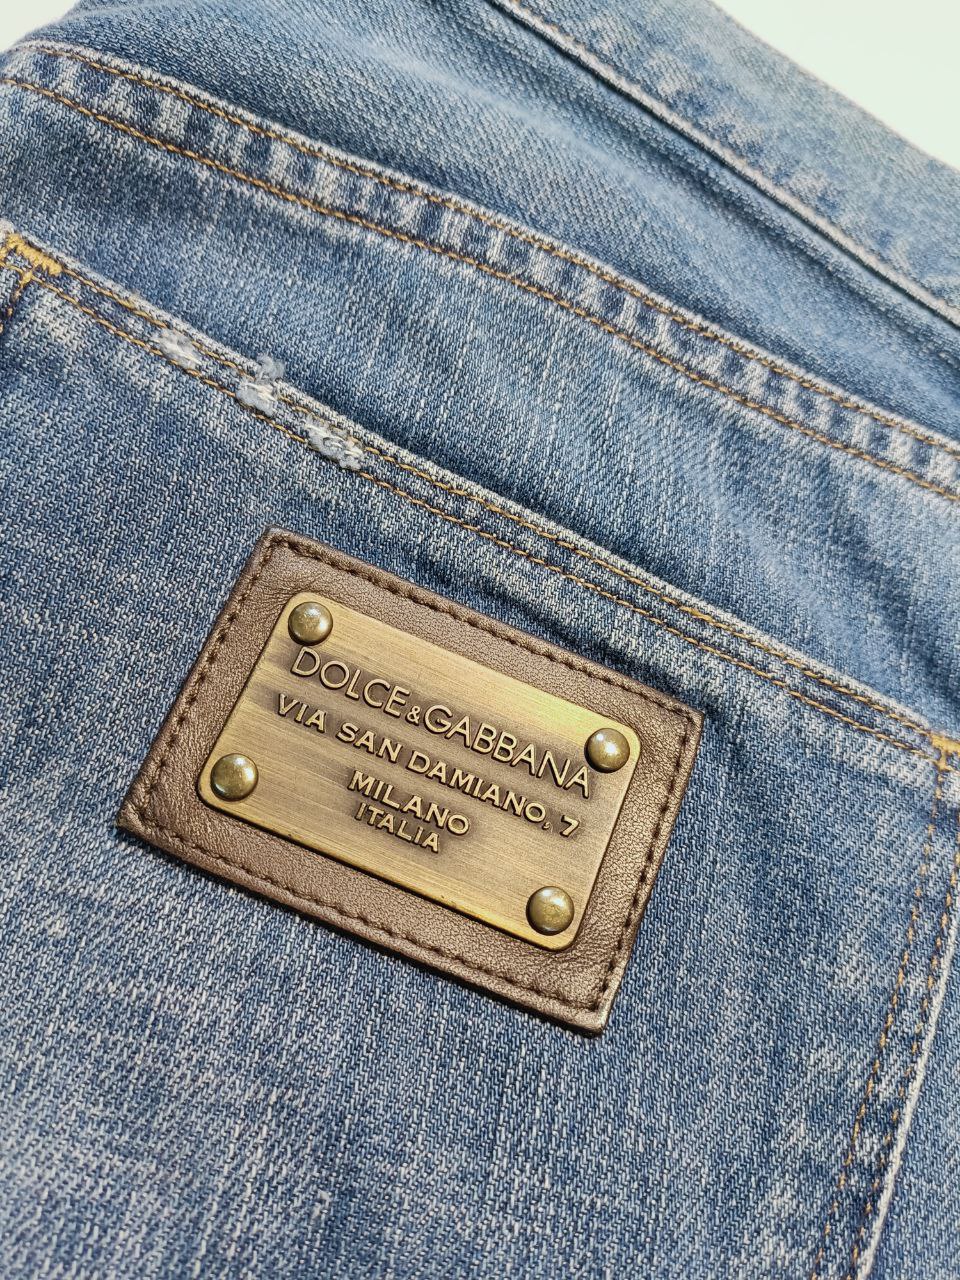 DOLCE&GABBANA
VIA SAN DAMIANO, 7
MILANO
ITALIA